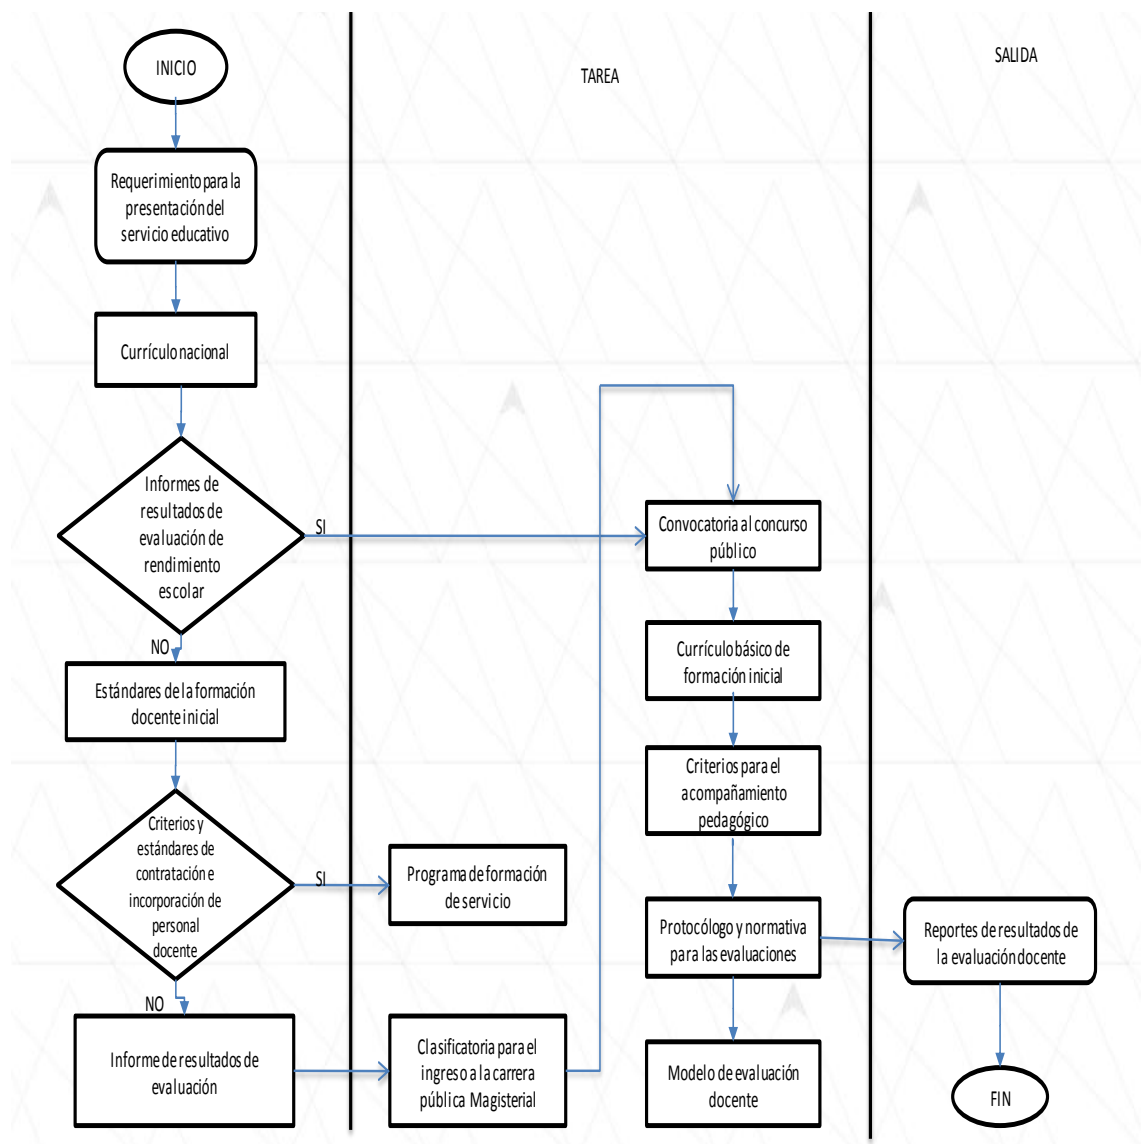 INICIO
Requerimiento para la
presentación del
servicio educativo
Currículo nacional
Informes de
resultados de
evaluación de
rendimiento
escolar
SI
NO
Estándares de la formación
docente inicial
Criterios y
estándares de
contratación e
incorporación de
personal
docente
SI
NO
Informe de resultados de
evaluación
TAREA
Programa de formación
de servicio
Clasificatoria para el
ingreso a la carrera
pública Magisterial
Convocatoria al concurso
público
Currículo básico de
formación inicial
Criterios para el
acompañamiento
pedagógico
Protocólogo y normativa
para las evaluaciones
Modelo de evaluación
docente
SALIDA
Reportes de resultados de
la evaluación docente
FIN